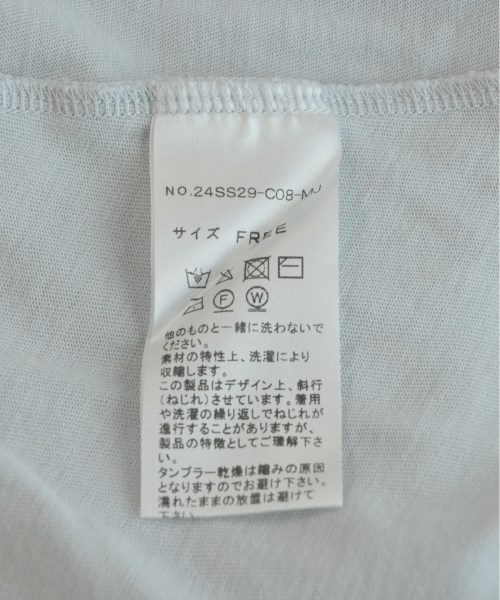 NO.24SS29-C08-MJ
サイズ FREE
F W
他のものと一緒に洗わないで
ください。
素材の特性上、洗濯により
収縮します。
この製品はデザイン上、斜行
(ねじれ)させています。着用
や洗濯の繰り返しでねじれが
進行することがありますが、
製品の特徴としてご理解下さ
い。
タンブラー乾燥は縮みの原因
となりますのでお避け下さい。
濡れたままの放置は避けて
下さい